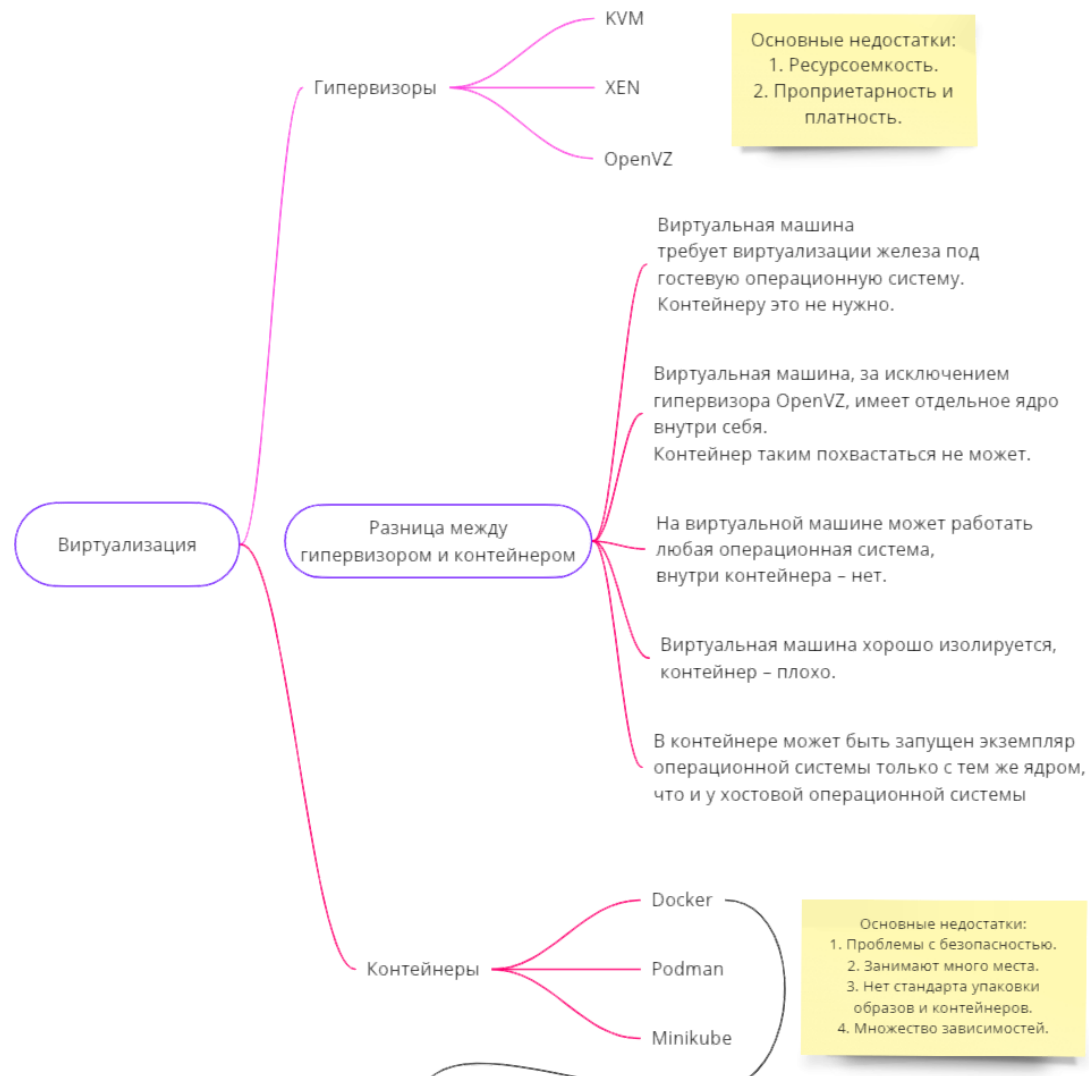 KVM
Гипервизоры
XEN
OpenVZ
Основные недостатки:
1. Ресурсоемкость.
2. Проприетарность и
платность.
Виртуальная машина
требует виртуализации железа под
гостевую операционную систему.
Контейнеру это не нужно.
Виртуальная машина, за исключением
гипервизора OpenVZ, имеет отдельное ядро
внутри себя.
Контейнер таким похвастаться не может.
Виртуализация
Разница между
гипервизором и контейнером
На виртуальной машине может работать
любая операционная система,
внутри контейнера – нет.
Виртуальная машина хорошо изолируется,
контейнер – плохо.
В контейнере может быть запущен экземпляр
операционной системы только с тем же ядром,
что и у хостовой операционной системы
Контейнеры
Docker
Podman
Minikube
Основные недостатки:
1. Проблемы с безопасностью.
2. Занимают много места.
3. Нет стандарта упаковки
образов и контейнеров.
4. Множество зависимостей.